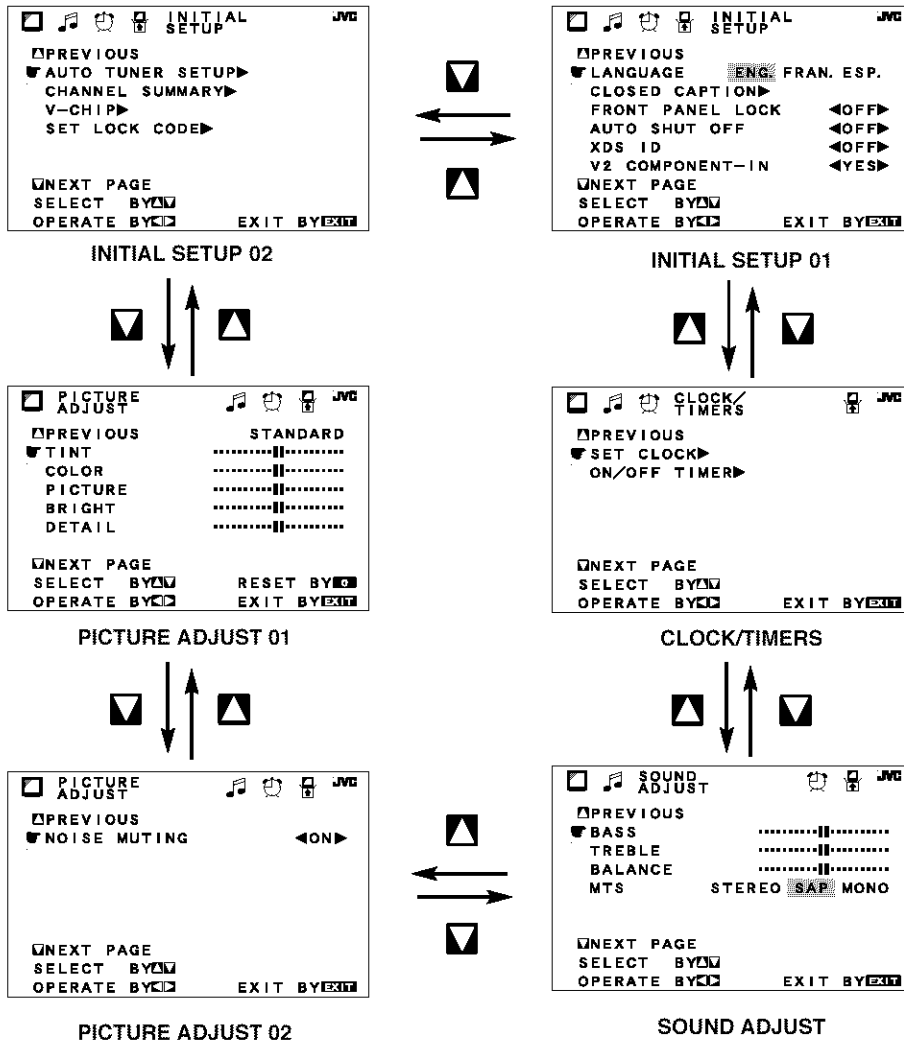 INITIAL SETUP JVC
▲PREVIOUS
AUTO TUNER SETUP▶
CHANNEL SUMMARY▶
V-CHIP▶
SET LOCK CODE▶
▼NEXT PAGE
SELECT BY▲▼
OPERATE BY◀▶ EXIT BY EXIT
INITIAL SETUP 02
INITIAL SETUP JVC
▲PREVIOUS
LANGUAGE ENG. FRAN. ESP.
CLOSED CAPTION▶
FRONT PANEL LOCK ◀OFF▶
AUTO SHUT OFF ◀OFF▶
XDS ID ◀OFF▶
V2 COMPONENT-IN ◀YES▶
▼NEXT PAGE
SELECT BY▲▼
OPERATE BY◀▶ EXIT BY EXIT
INITIAL SETUP 01
PICTURE ADJUST JVC
▲PREVIOUS STANDARD
TINT
COLOR
PICTURE
BRIGHT
DETAIL
▼NEXT PAGE
SELECT BY▲▼ RESET BY
OPERATE BY◀▶ EXIT BY EXIT
PICTURE ADJUST 01
CLOCK/TIMERS JVC
▲PREVIOUS
SET CLOCK▶
ON/OFF TIMER▶
▼NEXT PAGE
SELECT BY▲▼
OPERATE BY◀▶ EXIT BY EXIT
CLOCK/TIMERS
PICTURE ADJUST JVC
▲PREVIOUS
NOISE MUTING ◀ON▶
▼NEXT PAGE
SELECT BY▲▼
OPERATE BY◀▶ EXIT BY EXIT
PICTURE ADJUST 02
SOUND ADJUST JVC
▲PREVIOUS
BASS
TREBLE
BALANCE
MTS STEREO SAP MONO
▼NEXT PAGE
SELECT BY▲▼
OPERATE BY◀▶ EXIT BY EXIT
SOUND ADJUST